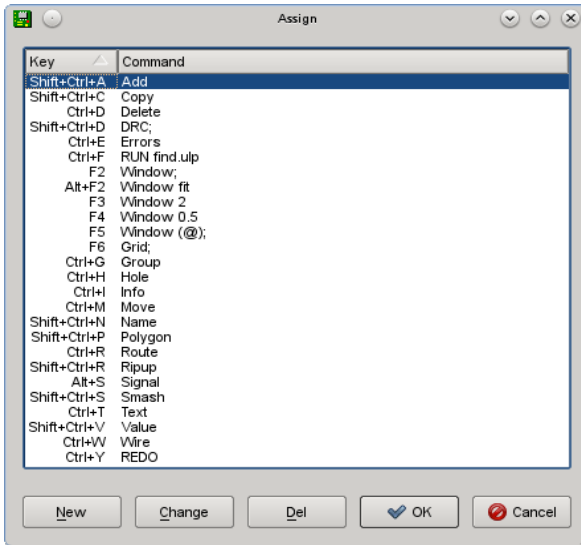 Assign
Key Command
Shift+Ctrl+A Add
Shift+Ctrl+C Copy
Ctrl+D Delete
Shift+Ctrl+D DRC;
Ctrl+E Errors
Ctrl+F RUN find.ulp
F2 Window;
Alt+F2 Window fit
F3 Window 2
F4 Window 0.5
F5 Window (@);
F6 Grid;
Ctrl+G Group
Ctrl+H Hole
Ctrl+I Info
Ctrl+M Move
Shift+Ctrl+N Name
Shift+Ctrl+P Polygon
Ctrl+R Route
Shift+Ctrl+R Ripup
Alt+S Signal
Shift+Ctrl+S Smash
Ctrl+T Text
Shift+Ctrl+V Value
Ctrl+W Wire
Ctrl+Y REDO
New Change Del OK Cancel